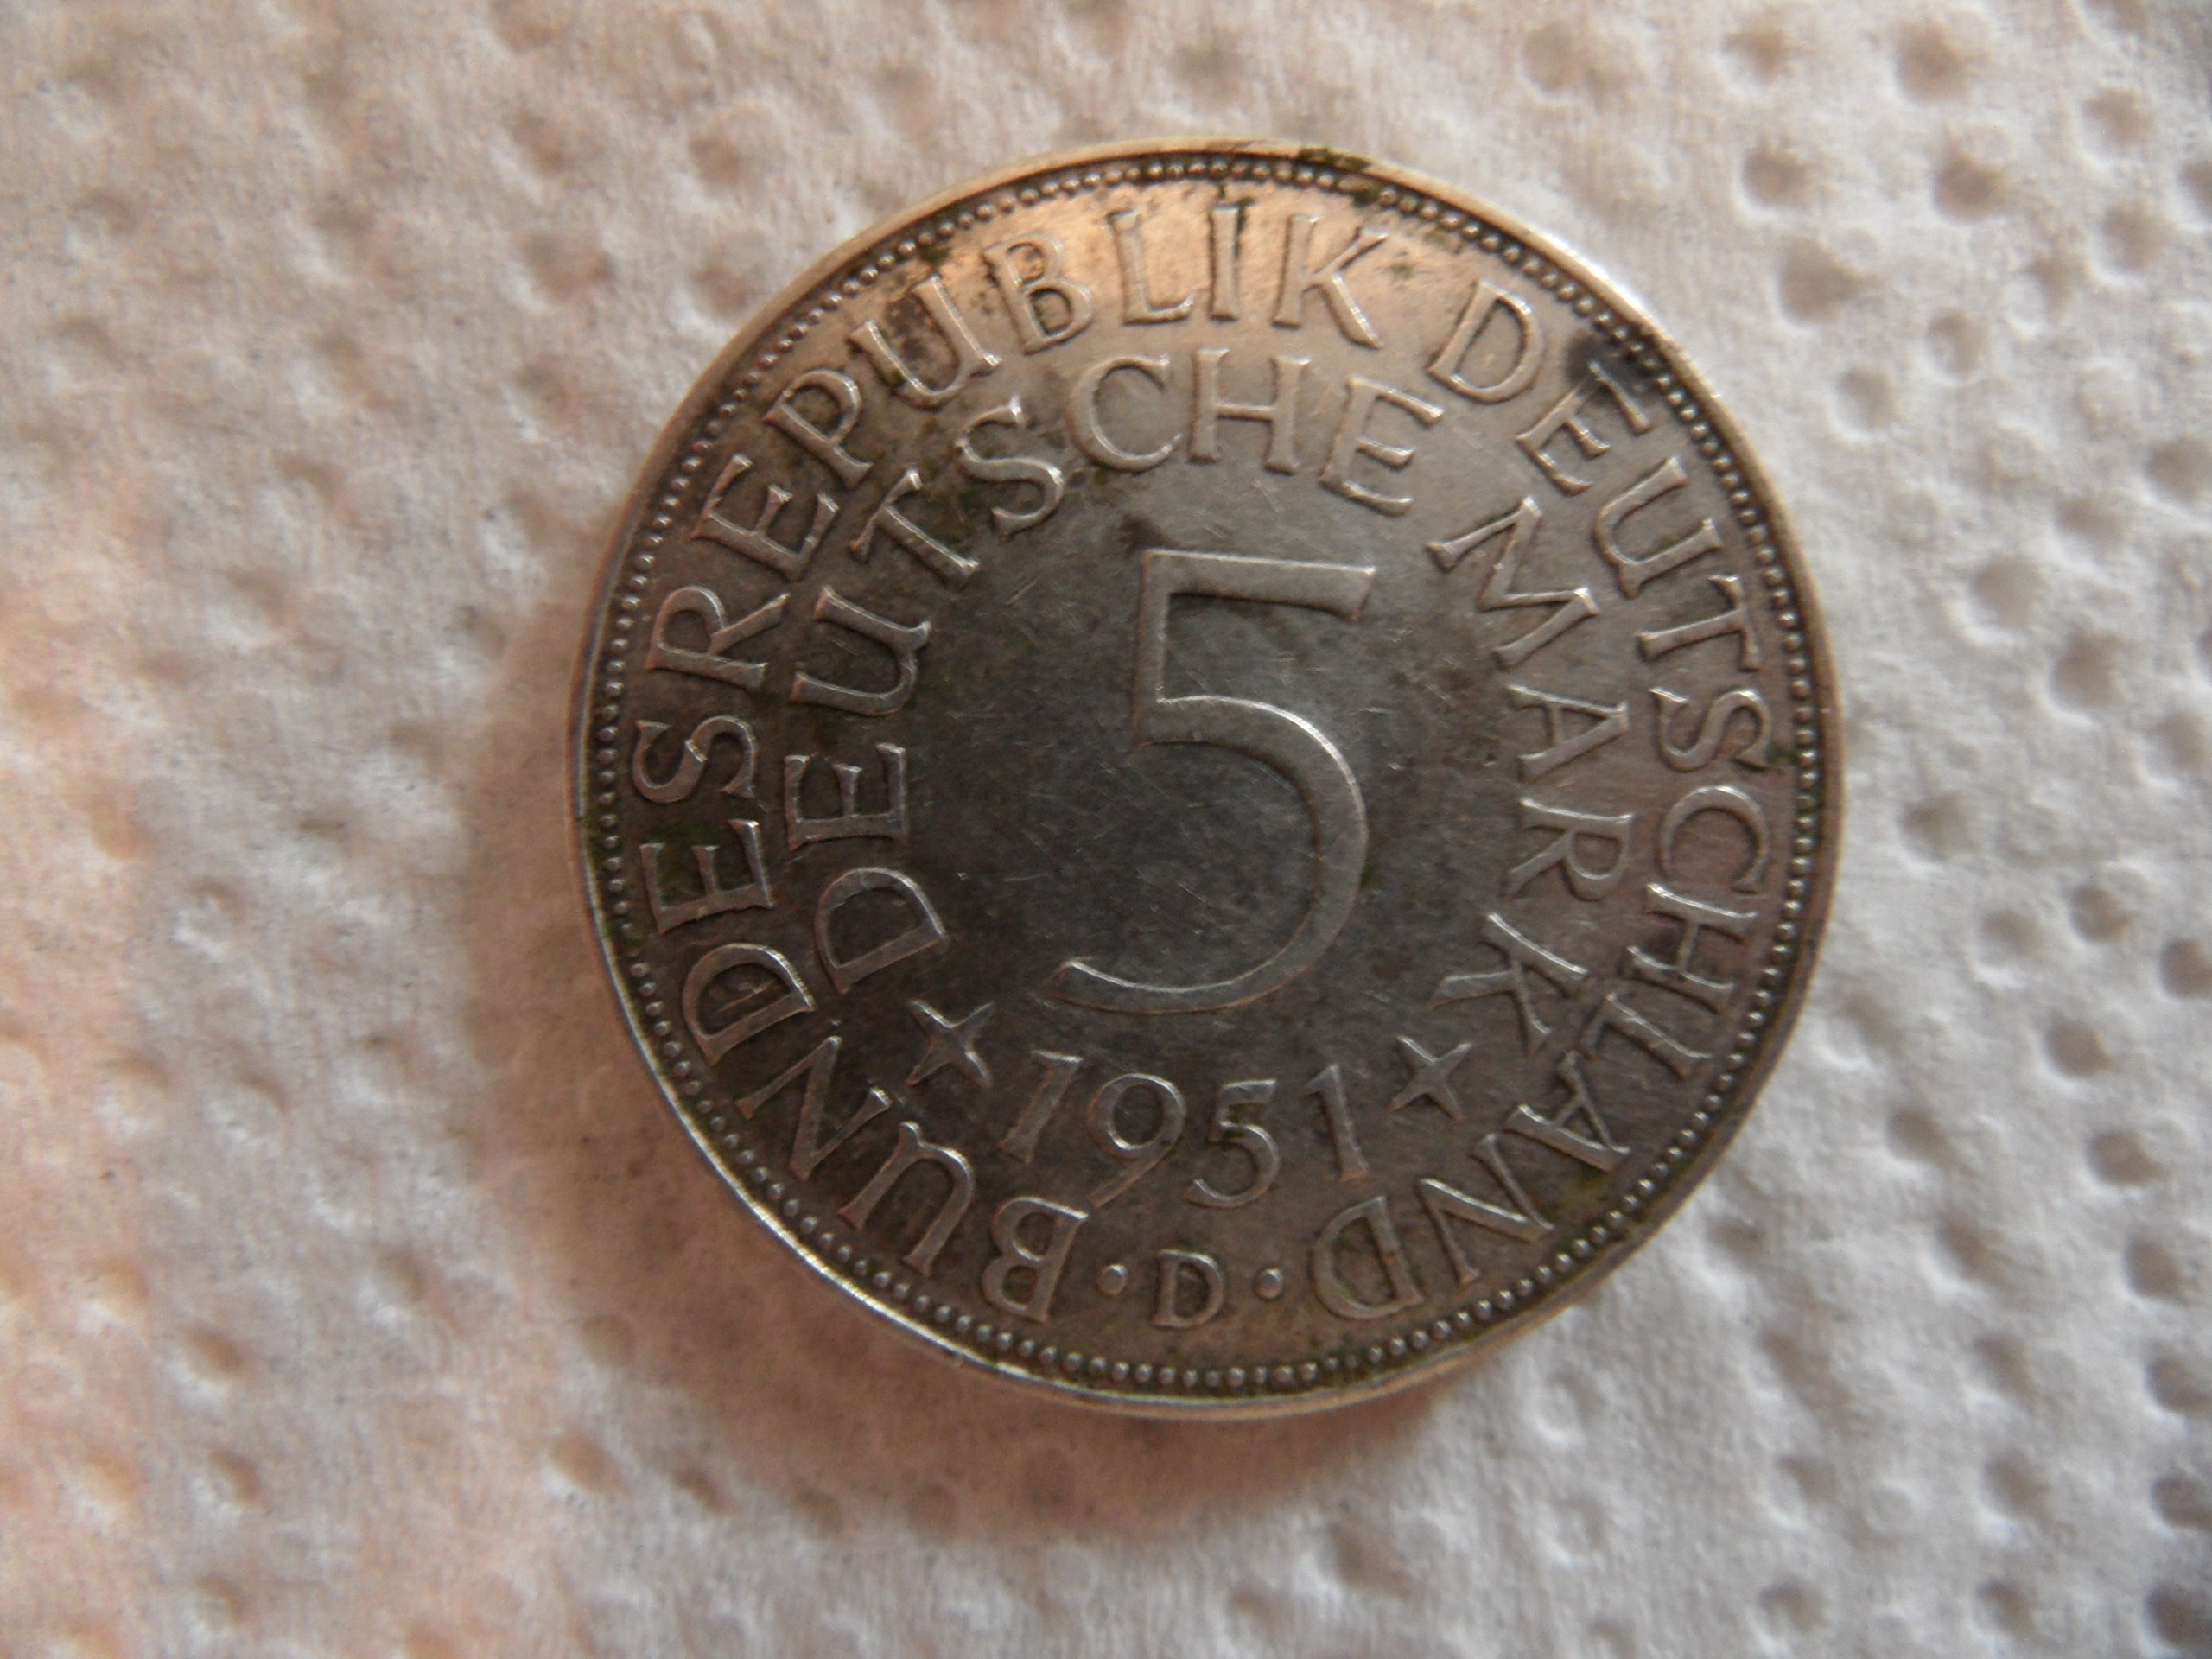 BUNDESREPUBLIK DEUTSCHLAND
DEUTSCHE MARK
5
1951
· D ·